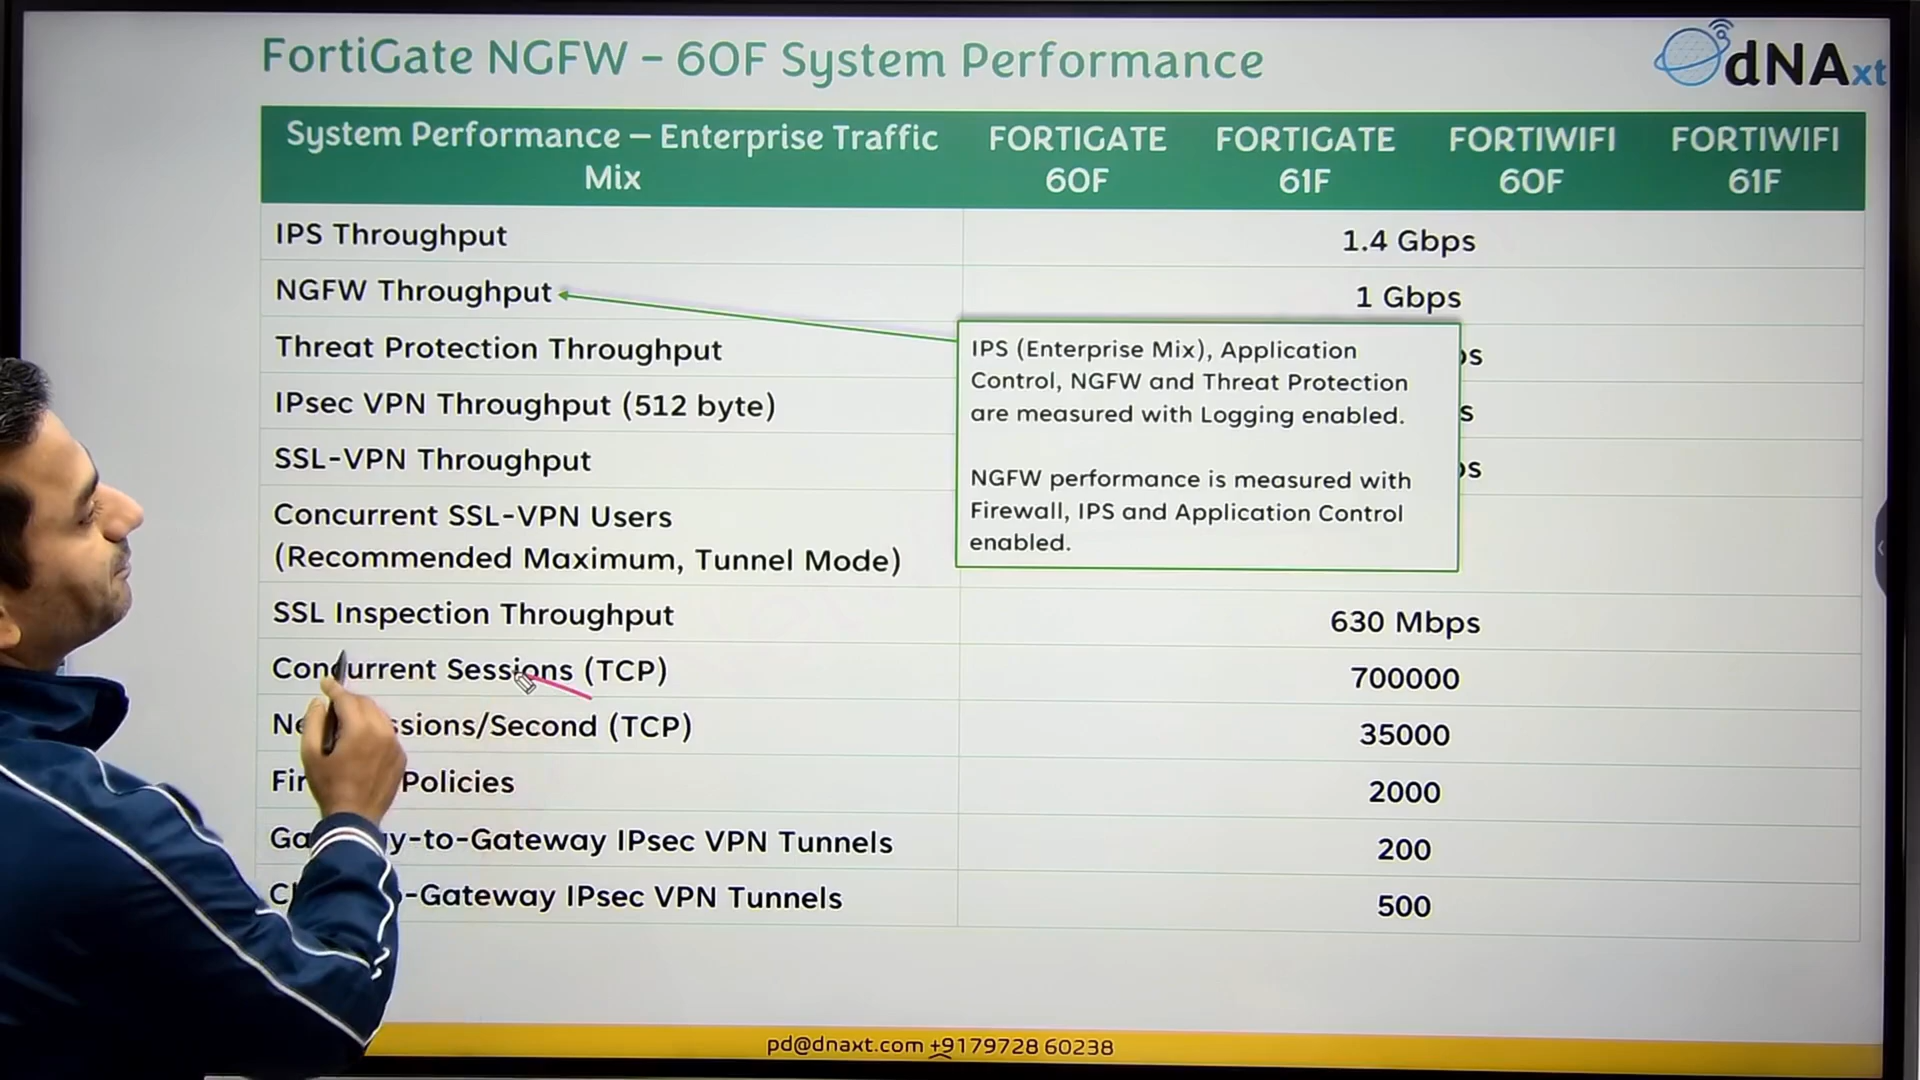 FortiGate NGFW – 60F System Performance
dNAxt
System Performance – Enterprise Traffic Mix
FORTIGATE 60F
FORTIGATE 61F
FORTIWIFI 60F
FORTIWIFI 61F
IPS Throughput
1.4 Gbps
NGFW Throughput
1 Gbps
Threat Protection Throughput
IPsec VPN Throughput (512 byte)
SSL-VPN Throughput
Concurrent SSL-VPN Users
(Recommended Maximum, Tunnel Mode)
IPS (Enterprise Mix), Application
Control, NGFW and Threat Protection
are measured with Logging enabled.
NGFW performance is measured with
Firewall, IPS and Application Control
enabled.
SSL Inspection Throughput
630 Mbps
Concurrent Sessions (TCP)
700000
/Second (TCP)
35000
Policies
2000
-to-Gateway IPsec VPN Tunnels
200
-Gateway IPsec VPN Tunnels
500
pd@dnaxt.com +9179728 60238